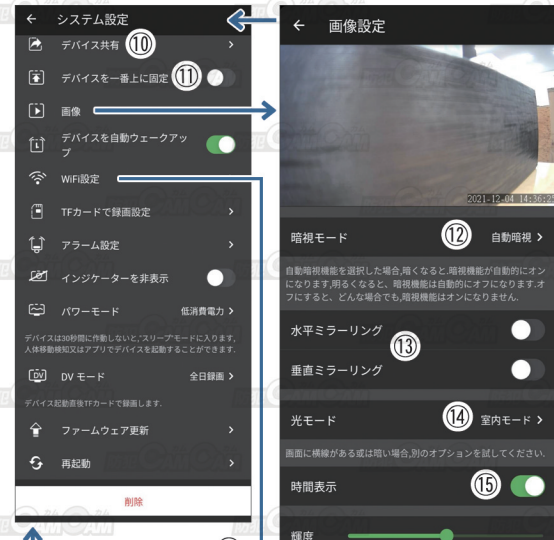 システム設定
デバイス共有 ⑩
デバイスを一番上に固定 ⑪
画像
デバイスを自動ウェークアッ
プ
WiFi設定
TFカードで録画設定
アラーム設定
インジケーターを非表示
パワーモード 低消費電力
デバイスは30秒間に作動しないと,"スリープ"モードに入ります,
人体移動検知又はアプリでデバイスを起動することができます.
DV モード 全日録画
デバイス起動直後TFカードで録画します.
ファームウェア更新
再起動
削除
画像設定
2021-12-04 14:36:25
暗視モード ⑫ 自動暗視
自動暗視機能を選択した場合,暗くなると.暗視機能が自動的にオン
になります,明るくなると、暗視機能は自動的にオフになります.オ
フにすると、どんな場合でも,暗視機能はオンになりません.
水平ミラーリング
⑬
垂直ミラーリング
光モード ⑭ 室内モード
画面に横線がある或は暗い場合,別のオプションを試してください.
時間表示 ⑮
輝度